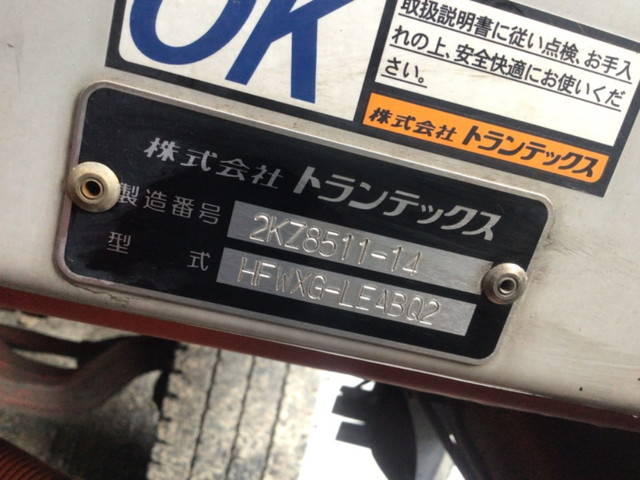 OK
取扱説明書に従い点検、お手入
れの上、安全快適にお使いくだ
さい。
株式会社 トランテックス
株式会社 トランテックス
製造番号 2KZ8511-14
型式 HFWXG-LEABQ2